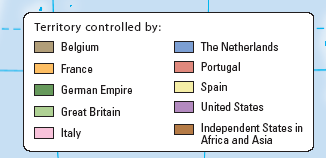 Territory controlled by:
Belgium
France
German Empire
Great Britain
Italy
The Netherlands
Portugal
Spain
United States
Independent States in
Africa and Asia